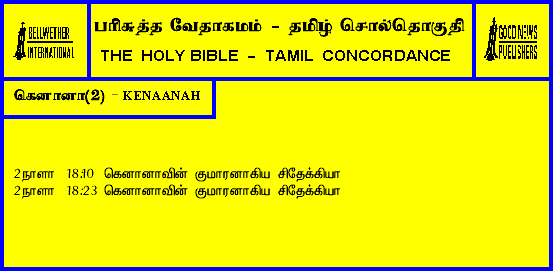 BELLWETHER
INTERNATIONAL
பரிசுத்த வேதாகமம் - தமிழ் சொல்தொகுதி
THE HOLY BIBLE - TAMIL CONCORDANCE
GOOD NEWS
PUBLISHERS
கெனானா(2) - KENAANAH
2நாளா 18:10 கெனானாவின் குமாரனாகிய சிதேக்கியா
2நாளா 18:23 கெனானாவின் குமாரனாகிய சிதேக்கியா